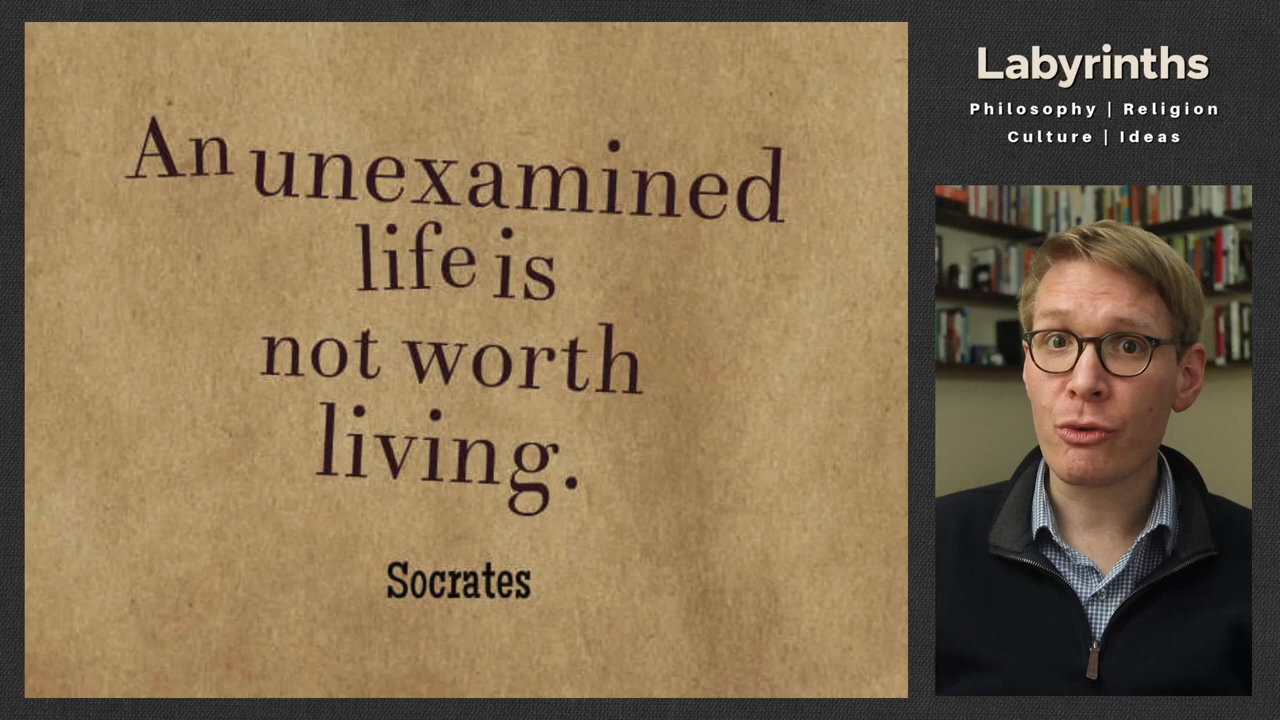 An unexamined
life is
not worth
living.
Socrates
Labyrinths
Philosophy | Religion
Culture | Ideas